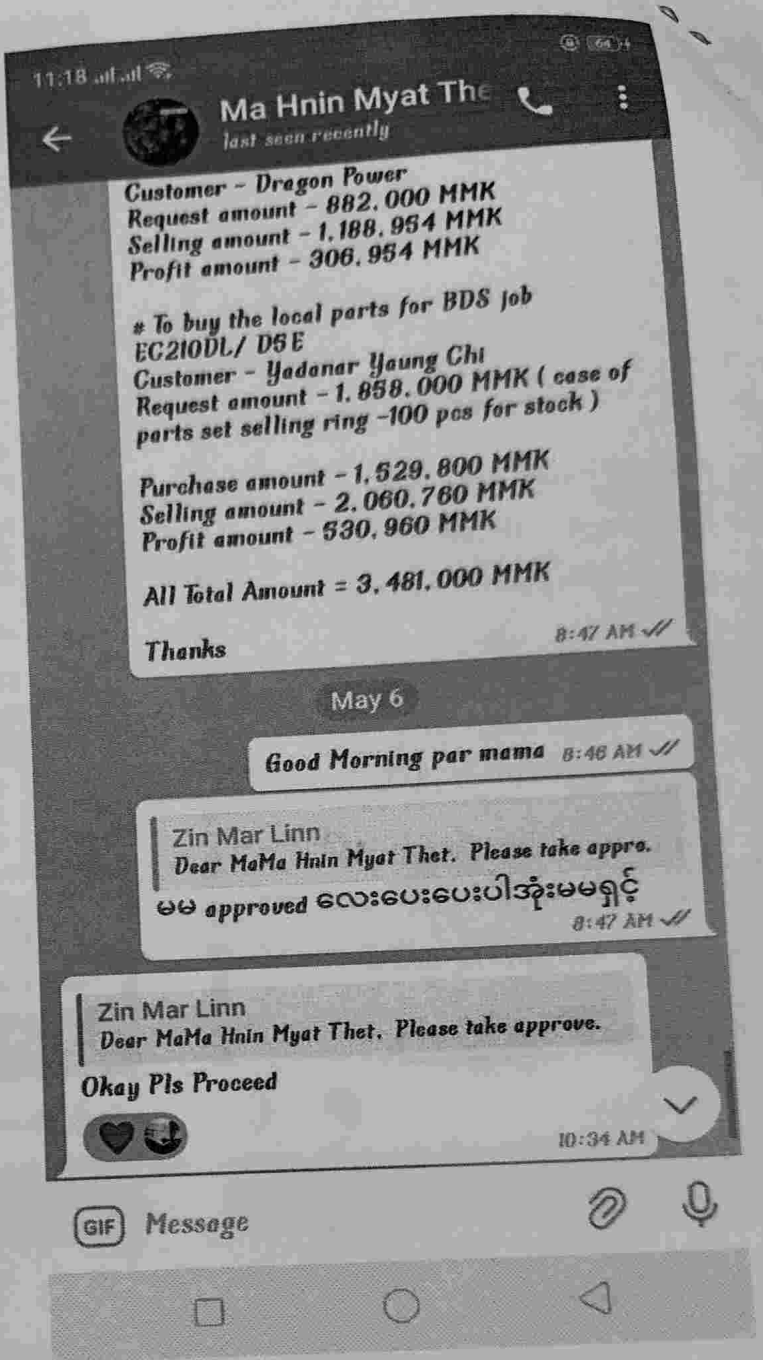 11:18
64
Ma Hnin Myat The
last seen recently
Customer - Dragon Power
Request amount - 882,000 MMK
Selling amount - 1,188,954 MMK
Profit amount - 306,954 MMK
# To buy the local parts for BDS job
EC210DL/ D5E
Customer - Yadanar Yaung Chi
Request amount - 1,858,000 MMK ( case of
parts set selling ring -100 pcs for stock )
Purchase amount - 1,529,800 MMK
Selling amount - 2,060,760 MMK
Profit amount - 530,960 MMK
All Total Amount = 3,481,000 MMK
Thanks
8:47 AM
May 6
Good Morning par mama 8:46 AM
Zin Mar Linn
Dear MaMa Hnin Myat Thet, Please take appro.
မမ approved လေးပေးပေးပါအုံးမမရှင့်
8:47 AM
Zin Mar Linn
Dear MaMa Hnin Myat Thet, Please take approve.
Okay Pls Proceed
10:34 AM
GIF Message